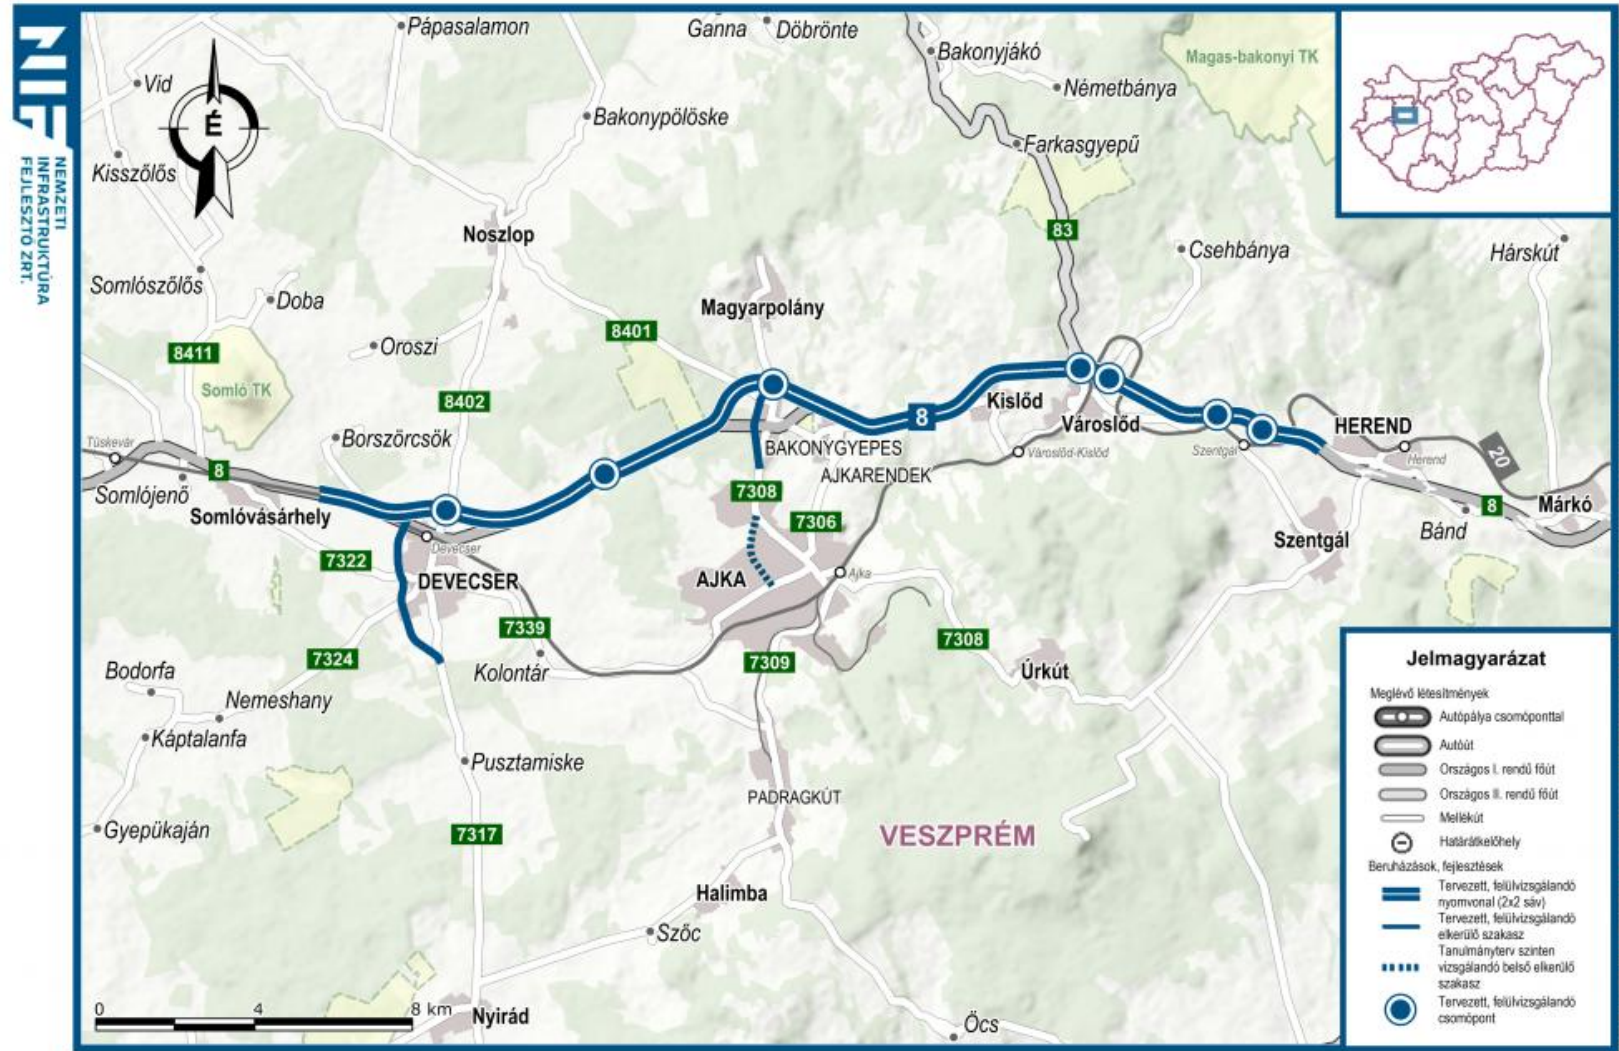 NIF
NEMZETI
INFRASTRUKTÚRA
FEJLESZTŐ ZRT.
Pápasalamon
Ganna
Döbrönte
Bakonyjákó
Magas-bakonyi TK
Vid
Németbánya
Bakonypölöske
É
Farkasgyepű
Kisszőlős
Noszlop
83
Csehbánya
Hárskút
Somlószőlős
Doba
Magyarpolány
8401
Oroszi
8411
Somló TK
8402
Kislőd
8
Városlőd
HEREND
Borszörcsök
Tüskevár
BAKONYGYEPES
Városlőd-Kislőd
Szentgál
Herend
20
8
AJKARENDEK
Somlójenő
7308
Somlóvásárhely
7306
8
Márkó
Bánd
Szentgál
Devecser
7322
DEVECSER
AJKA
Ajka
7339
7308
7324
Kolontár
7309
Úrkút
Bodorfa
Nemeshany
Káptalanfa
Pusztamiske
PADRAGKÚT
Gyepükaján
7317
VESZPRÉM
Halimba
Szőc
Nyirád
Öcs
0 4 8 km
Jelmagyarázat
Meglévő létesítmények
Autópálya csomóponttal
Autóút
Országos I. rendű főút
Országos II. rendű főút
Mellékút
Határátkelőhely
Beruházások, fejlesztések
Tervezett, felülvizsgálandó
nyomvonal (2x2 sáv)
Tervezett, felülvizsgálandó
elkerülő szakasz
Tanulmányterv szinten
vizsgálandó belső elkerülő
szakasz
Tervezett, felülvizsgálandó
csomópont